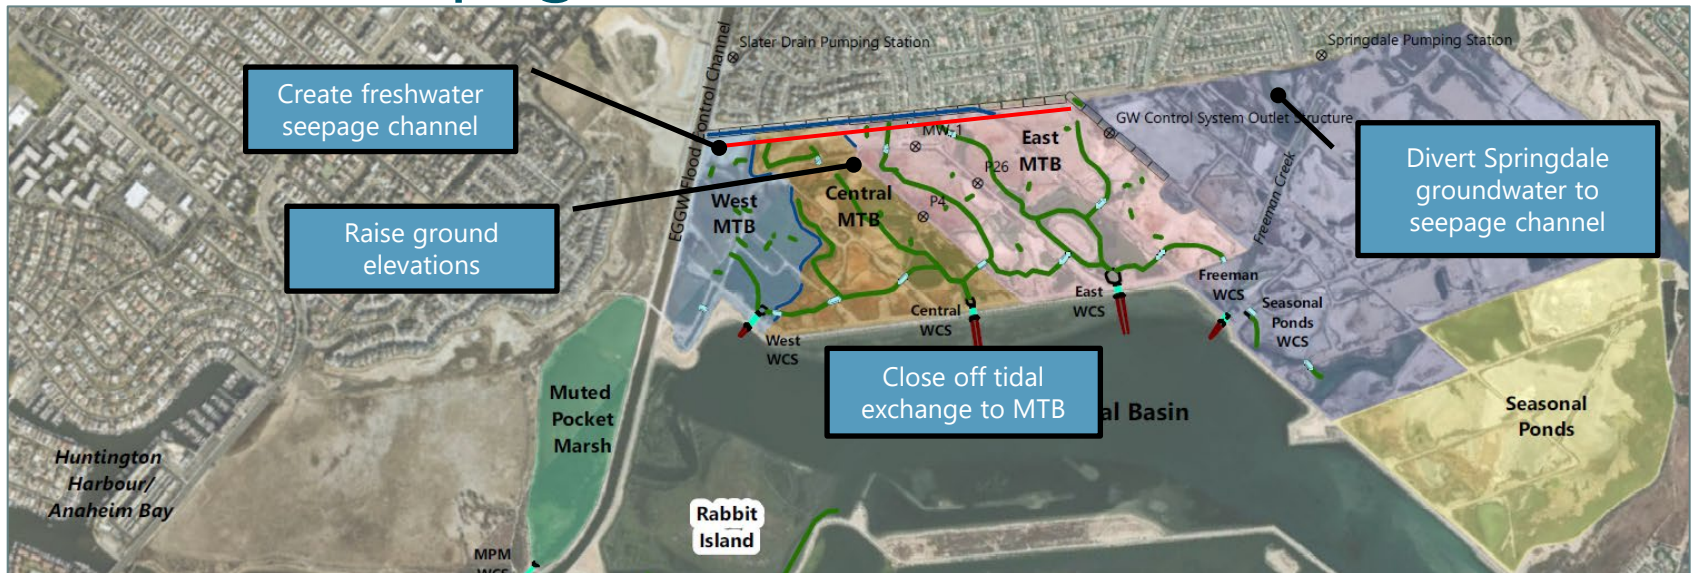 Slater Drain Pumping Station
Springdale Pumping Station
EGGW Flood Control Channel
Create freshwater
seepage channel
GW Control System Outlet Structure
MW-1
East
MTB
P26
Divert Springdale
groundwater to
seepage channel
Freeman Creek
Central
MTB
West
MTB
P4
Raise ground
elevations
Freeman
WCS
East
WCS
Seasonal
Ponds
WCS
Central
WCS
West
WCS
Close off tidal
exchange to MTB
al Basin
Muted
Pocket
Marsh
Seasonal
Ponds
Huntington
Harbour/
Anaheim Bay
Rabbit
Island
MPM
WCS